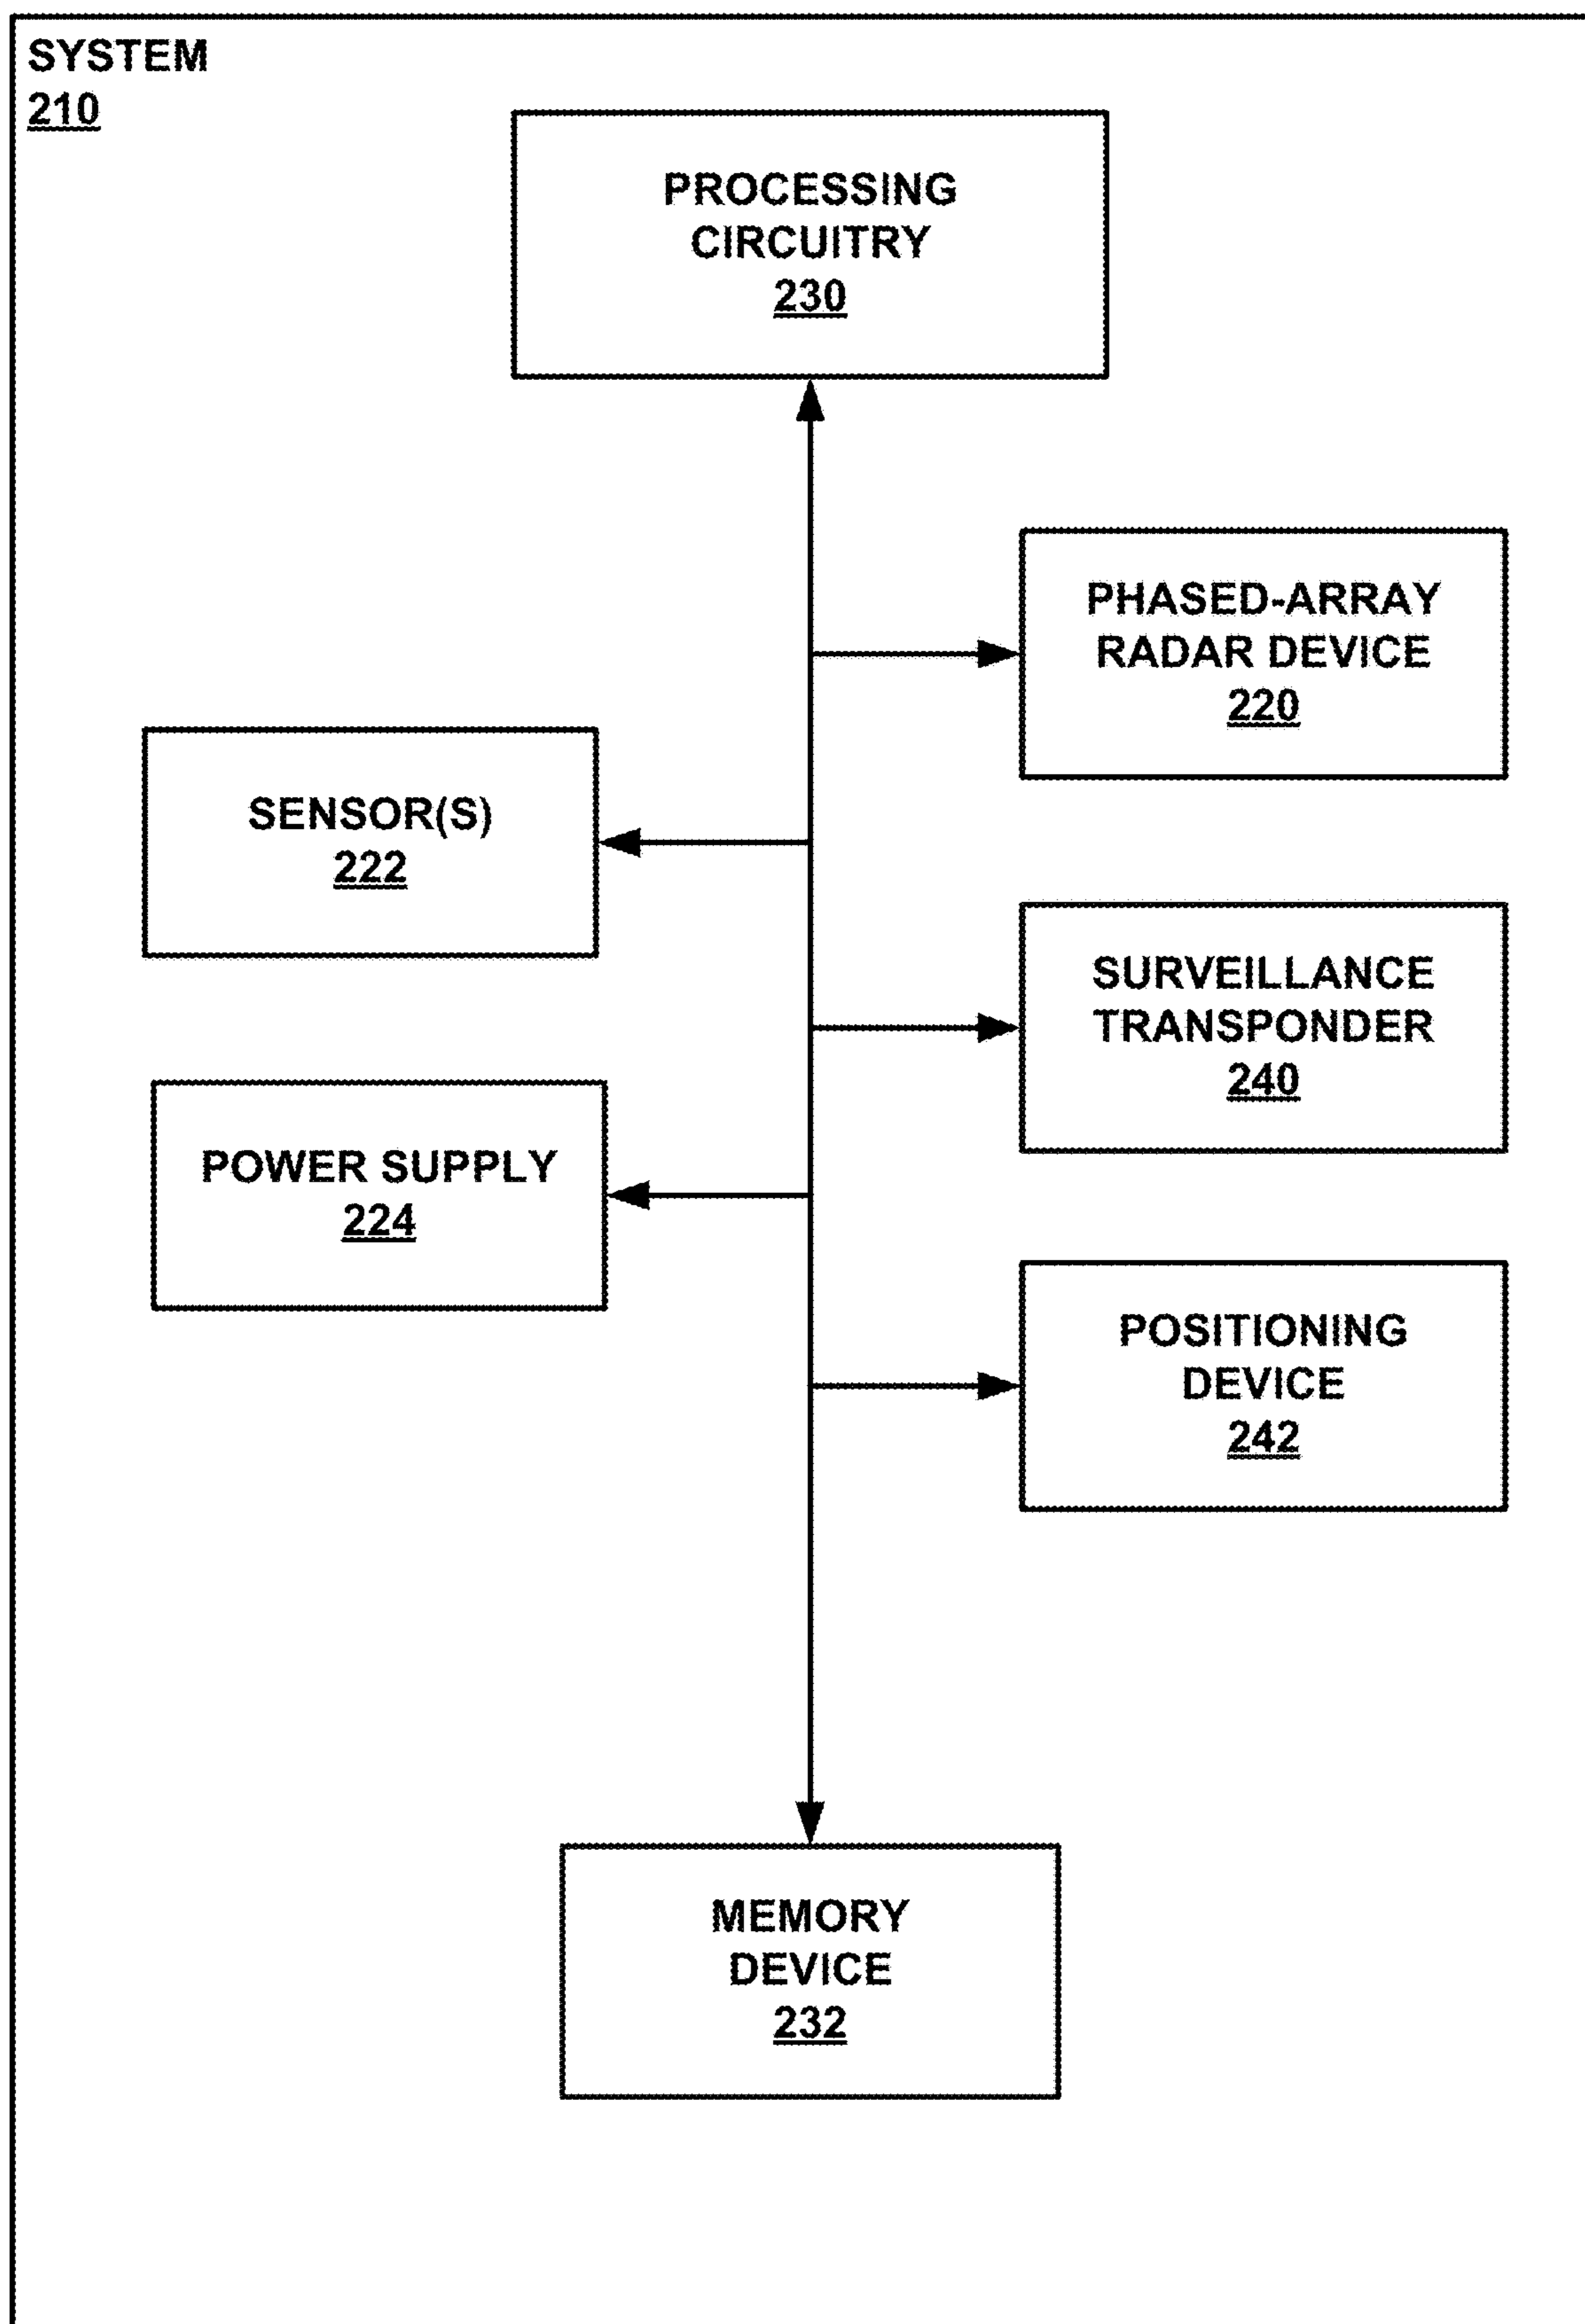 SYSTEM
210
PROCESSING
CIRCUITRY
230
PHASED-ARRAY
RADAR DEVICE
220
SENSOR(S)
222
SURVEILLANCE
TRANSPONDER
240
POWER SUPPLY
224
POSITIONING
DEVICE
242
MEMORY
DEVICE
232